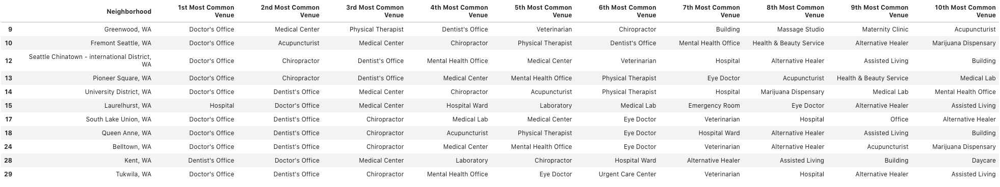 Neighborhood 1st Most Common Venue 2nd Most Common Venue 3rd Most Common Venue 4th Most Common Venue 5th Most Common Venue 6th Most Common Venue 7th Most Common Venue 8th Most Common Venue 9th Most Common Venue 10th Most Common Venue
9 Greenwood, WA Doctor's Office Medical Center Physical Therapist Dentist's Office Veterinarian Chiropractor Building Massage Studio Maternity Clinic Acupuncturist
10 Fremont Seattle, WA Doctor's Office Acupuncturist Medical Center Chiropractor Physical Therapist Dentist's Office Mental Health Office Health & Beauty Service Alternative Healer Marijuana Dispensary
12 Seattle Chinatown - international District, WA Doctor's Office Chiropractor Dentist's Office Mental Health Office Medical Center Veterinarian Hospital Alternative Healer Assisted Living Building
13 Pioneer Square, WA Doctor's Office Chiropractor Dentist's Office Medical Center Mental Health Office Physical Therapist Eye Doctor Acupuncturist Health & Beauty Service Medical Lab
14 University District, WA Doctor's Office Dentist's Office Medical Center Chiropractor Acupuncturist Physical Therapist Hospital Marijuana Dispensary Medical Lab Mental Health Office
15 Laurelhurst, WA Hospital Doctor's Office Medical Center Hospital Ward Laboratory Medical Lab Emergency Room Eye Doctor Alternative Healer Assisted Living
17 South Lake Union, WA Doctor's Office Dentist's Office Chiropractor Medical Lab Medical Center Eye Doctor Veterinarian Hospital Office Alternative Healer
18 Queen Anne, WA Doctor's Office Dentist's Office Chiropractor Acupuncturist Physical Therapist Eye Doctor Hospital Ward Alternative Healer Assisted Living Building
24 Belltown, WA Doctor's Office Dentist's Office Chiropractor Medical Center Mental Health Office Eye Doctor Veterinarian Alternative Healer Acupuncturist Marijuana Dispensary
28 Kent, WA Dentist's Office Doctor's Office Medical Center Laboratory Chiropractor Hospital Ward Alternative Healer Assisted Living Building Daycare
29 Tukwila, WA Doctor's Office Dentist's Office Chiropractor Mental Health Office Eye Doctor Urgent Care Center Veterinarian Hospital Alternative Healer Assisted Living